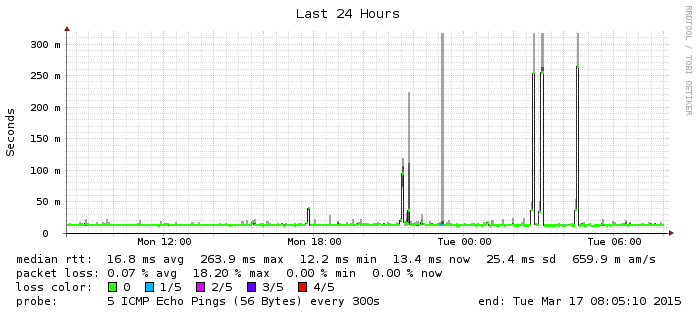 Last 24 Hours
RRDTOOL / TOBI OETIKER
Seconds
300 m
250 m
200 m
150 m
100 m
50 m
0
Mon 12:00 Mon 18:00 Tue 00:00 Tue 06:00
median rtt: 16.8 ms avg 263.9 ms max 12.2 ms min 13.4 ms now 25.4 ms sd 659.9 m am/s
packet loss: 0.07 % avg 18.20 % max 0.00 % min 0.00 % now
loss color: 0 1/5 2/5 3/5 4/5
probe: 5 ICMP Echo Pings (56 Bytes) every 300s end: Tue Mar 17 08:05:10 2015